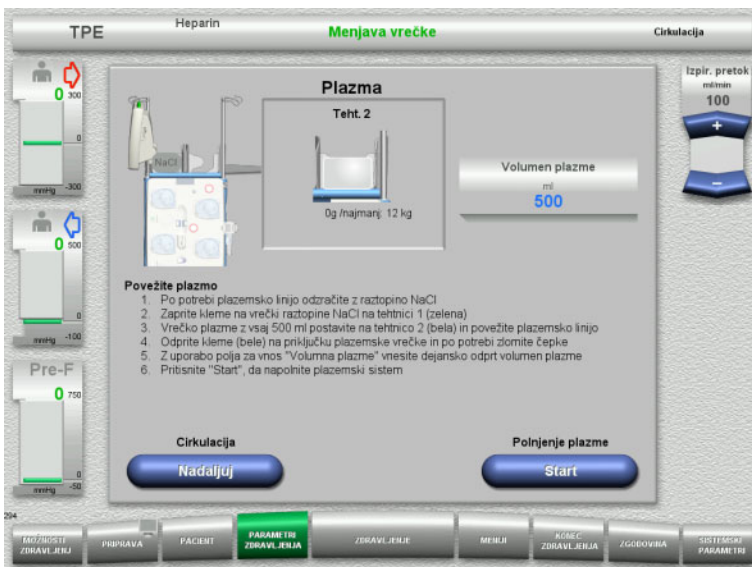 TPE
Heparin
Menjava vrečke
Cirkulacija
0
300
0
mmHg
-300
0
500
0
mmHg
-100
Pre-F
0
750
0
mmHg
-50
Plazma
NaCl
Teht. 2
0g /najmanj: 12 kg
Volumen plazme
ml
500
Povežite plazmo
1. Po potrebi plazemsko linijo odzračite z raztopino NaCl
2. Zaprite kleme na vrečki raztopine NaCl na tehtnici 1 (zelena)
3. Vrečko plazme z vsaj 500 ml postavite na tehtnico 2 (bela) in povežite plazemsko linijo
4. Odprite kleme (bele) na priključku plazemske vrečke in po potrebi zlomite čepke
5. Z uporabo polja za vnos "Volumna plazme" vnesite dejansko odprt volumen plazme
6. Pritisnite "Start", da napolnite plazemski sistem
Cirkulacija
Nadaljuj
Polnjenje plazme
Start
Izpir. pretok
ml/min
100
+
–
294
MOŽNOSTI ZDRAVLJENJ
PRIPRAVA
PACIENT
PARAMETRI ZDRAVLJENJA
ZDRAVLJENJE
MENIJI
KONEC ZDRAVLJENJA
ZGODOVINA
SISTEMSKI PARAMETRI